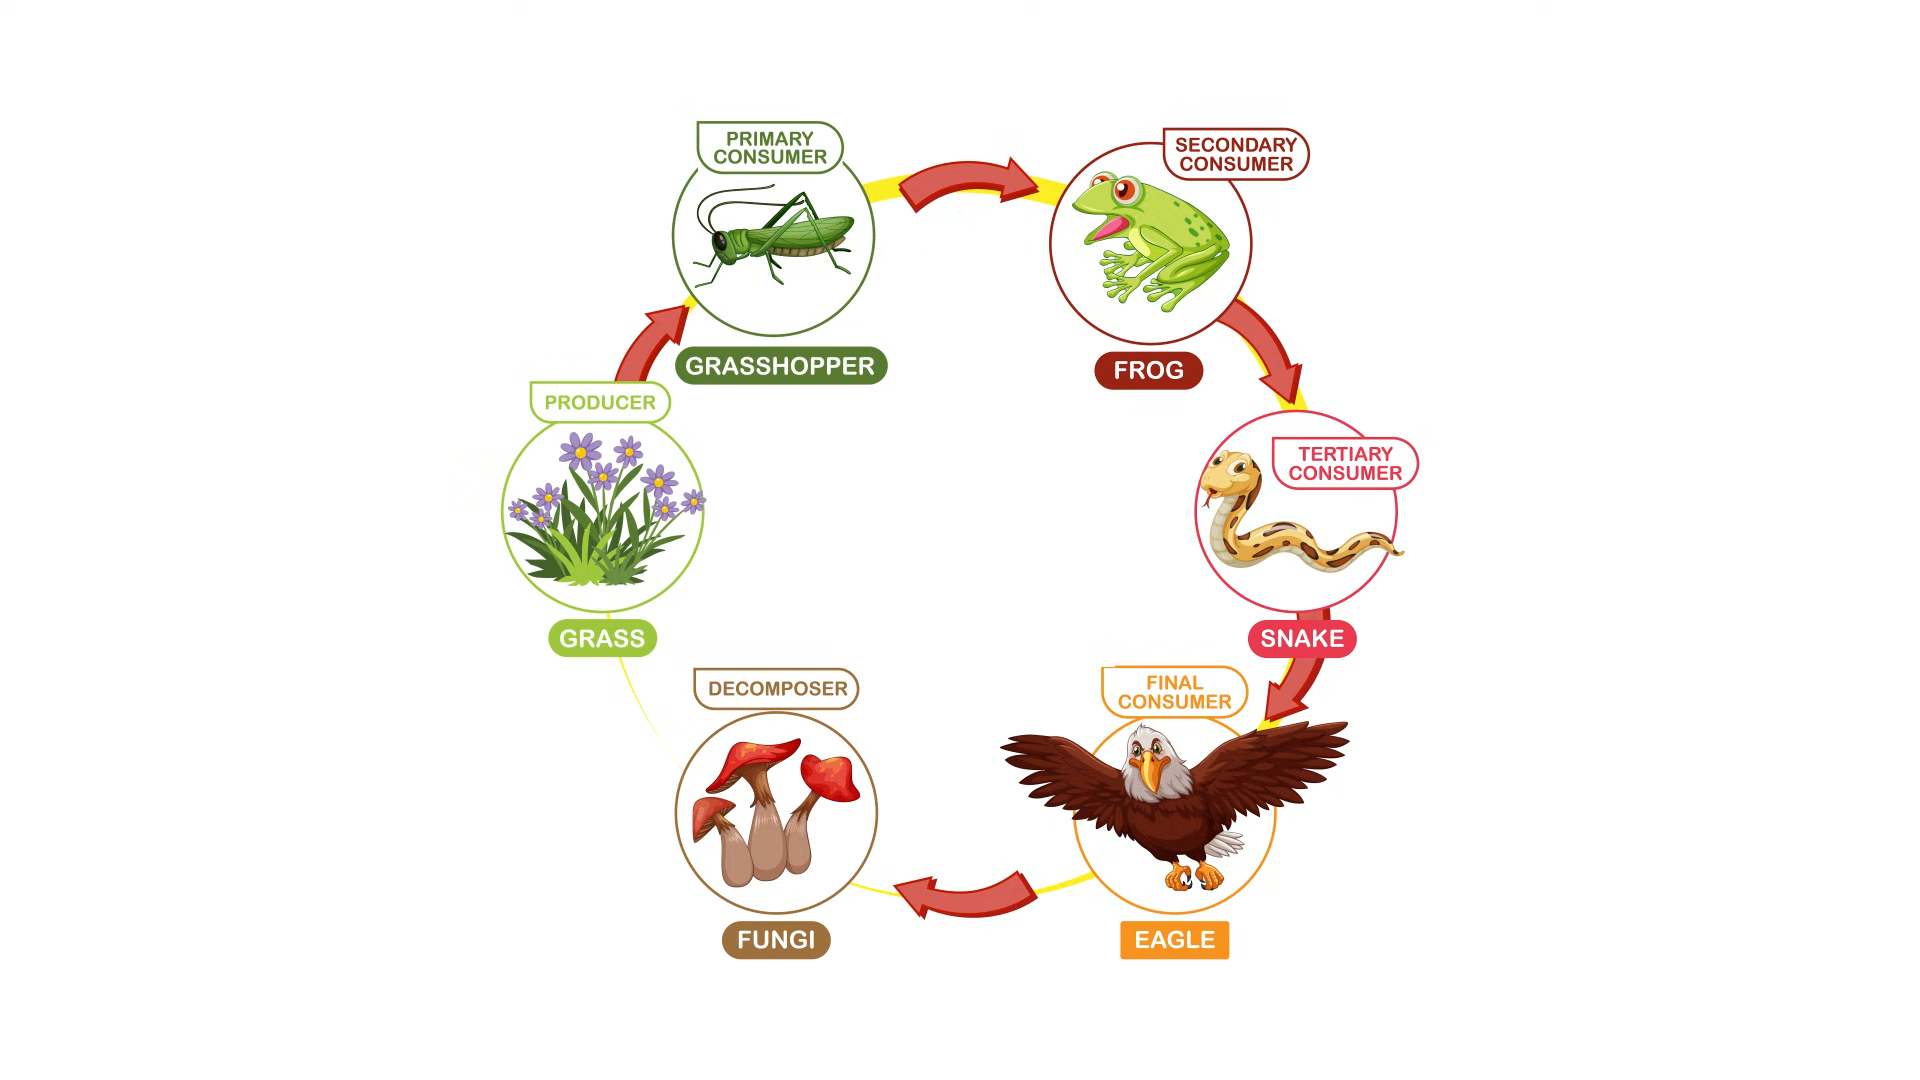 PRIMARY
CONSUMER
SECONDARY
CONSUMER
GRASSHOPPER
FROG
PRODUCER
TERTIARY
CONSUMER
GRASS
SNAKE
DECOMPOSER
FINAL
CONSUMER
FUNGI
EAGLE